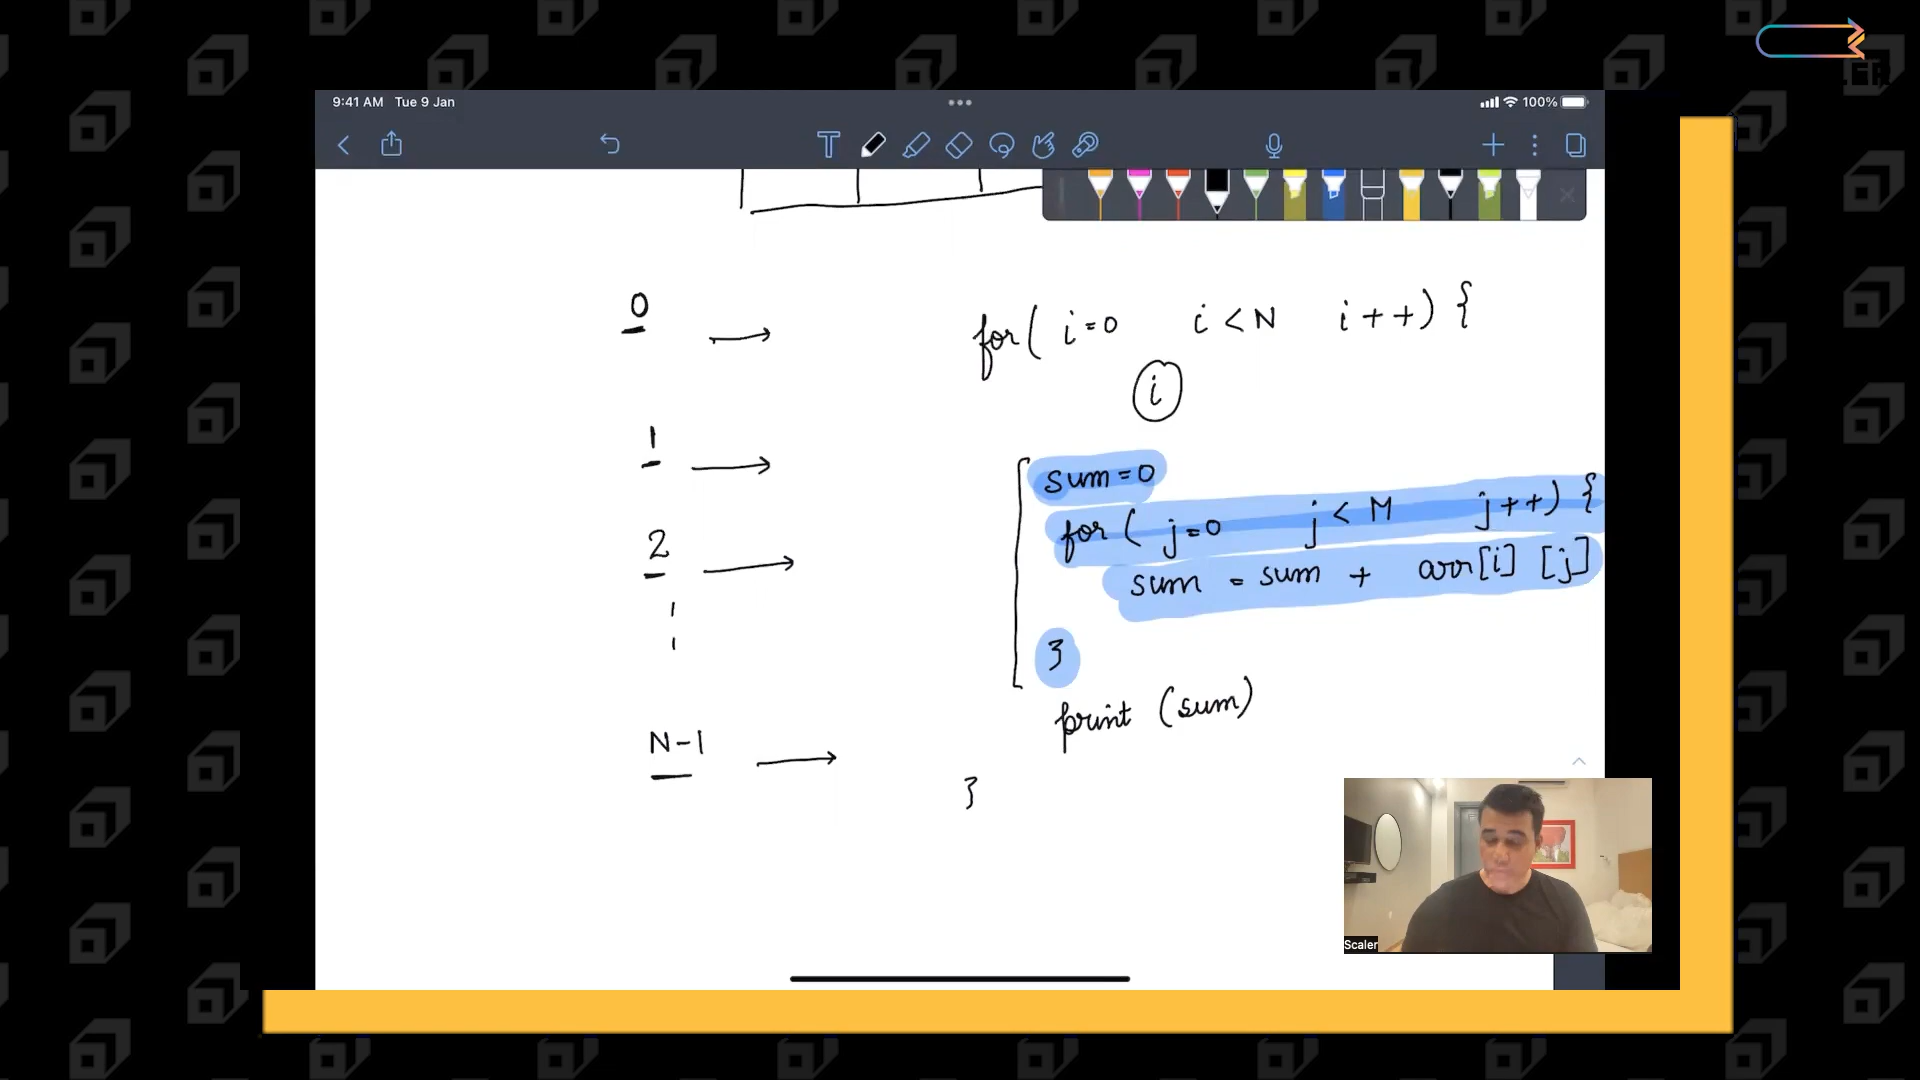 9:41 AM Tue 9 Jan
100%
0
for( i=0 i<N i++) {
i
1
sum=0
for ( j=0 j< M j++) {
2
sum = sum + arr[i] [j]
}
print (sum)
N-1
}
Scaler